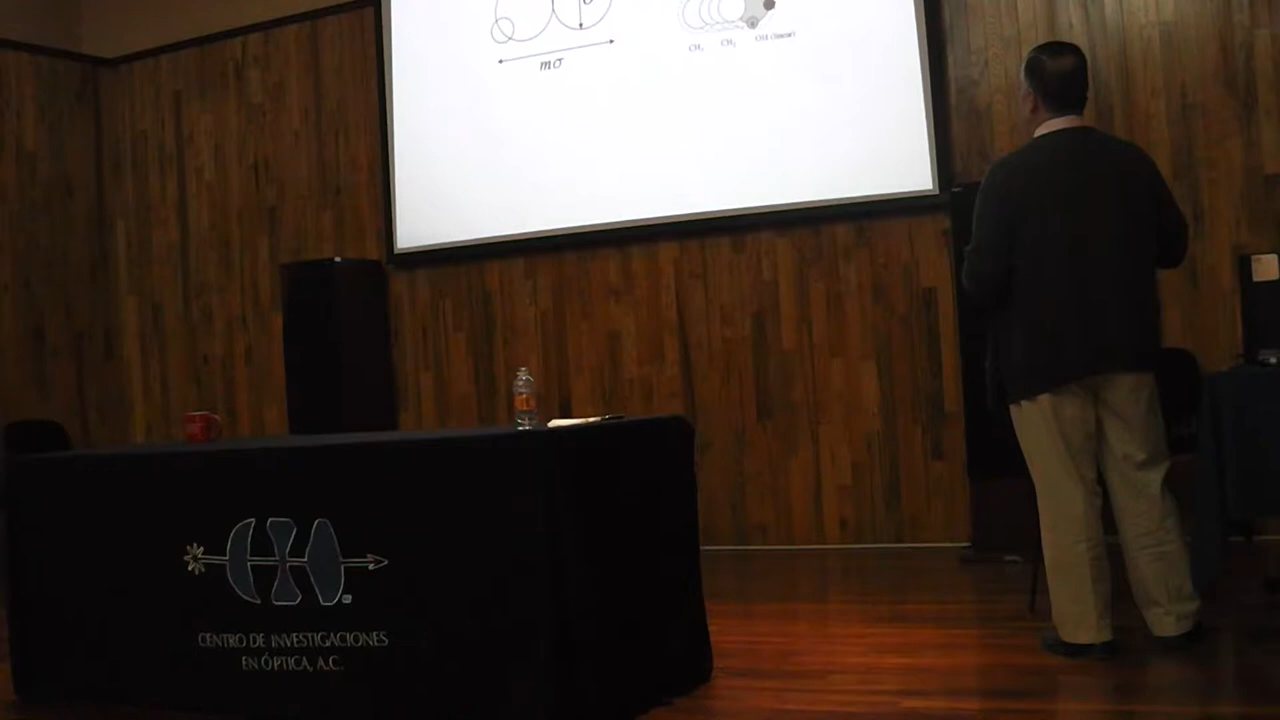 mσ
CH₃ CH₂ OH (linear)
CENTRO DE INVESTIGACIONES
EN ÓPTICA, A.C.